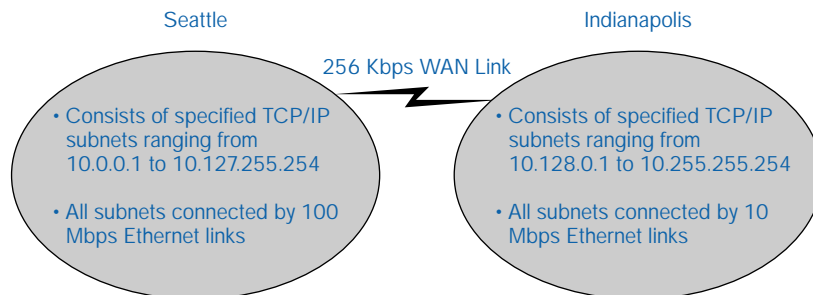 Seattle
Indianapolis
256 Kbps WAN Link
• Consists of specified TCP/IP
subnets ranging from
10.0.0.1 to 10.127.255.254
• All subnets connected by 100
Mbps Ethernet links
• Consists of specified TCP/IP
subnets ranging from
10.128.0.1 to 10.255.255.254
• All subnets connected by 10
Mbps Ethernet links